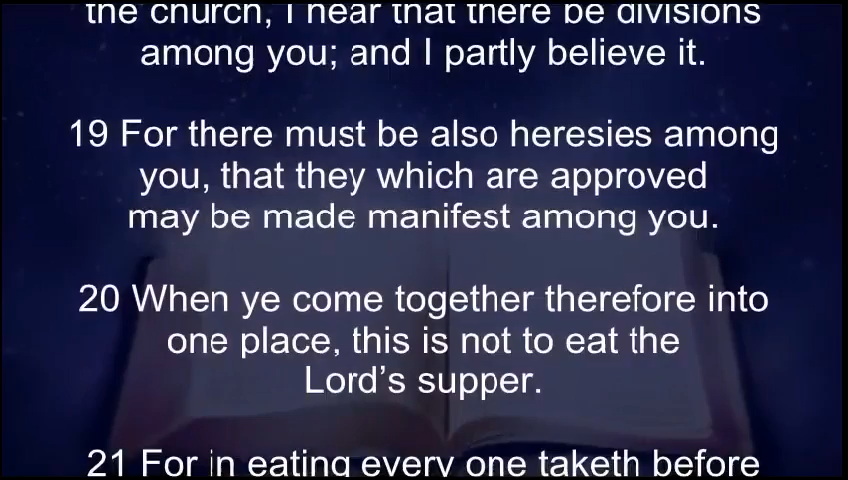 the church, I hear that there be divisions
among you; and I partly believe it.
19 For there must be also heresies among
you, that they which are approved
may be made manifest among you.
20 When ye come together therefore into
one place, this is not to eat the
Lord’s supper.
21 For in eating every one taketh before